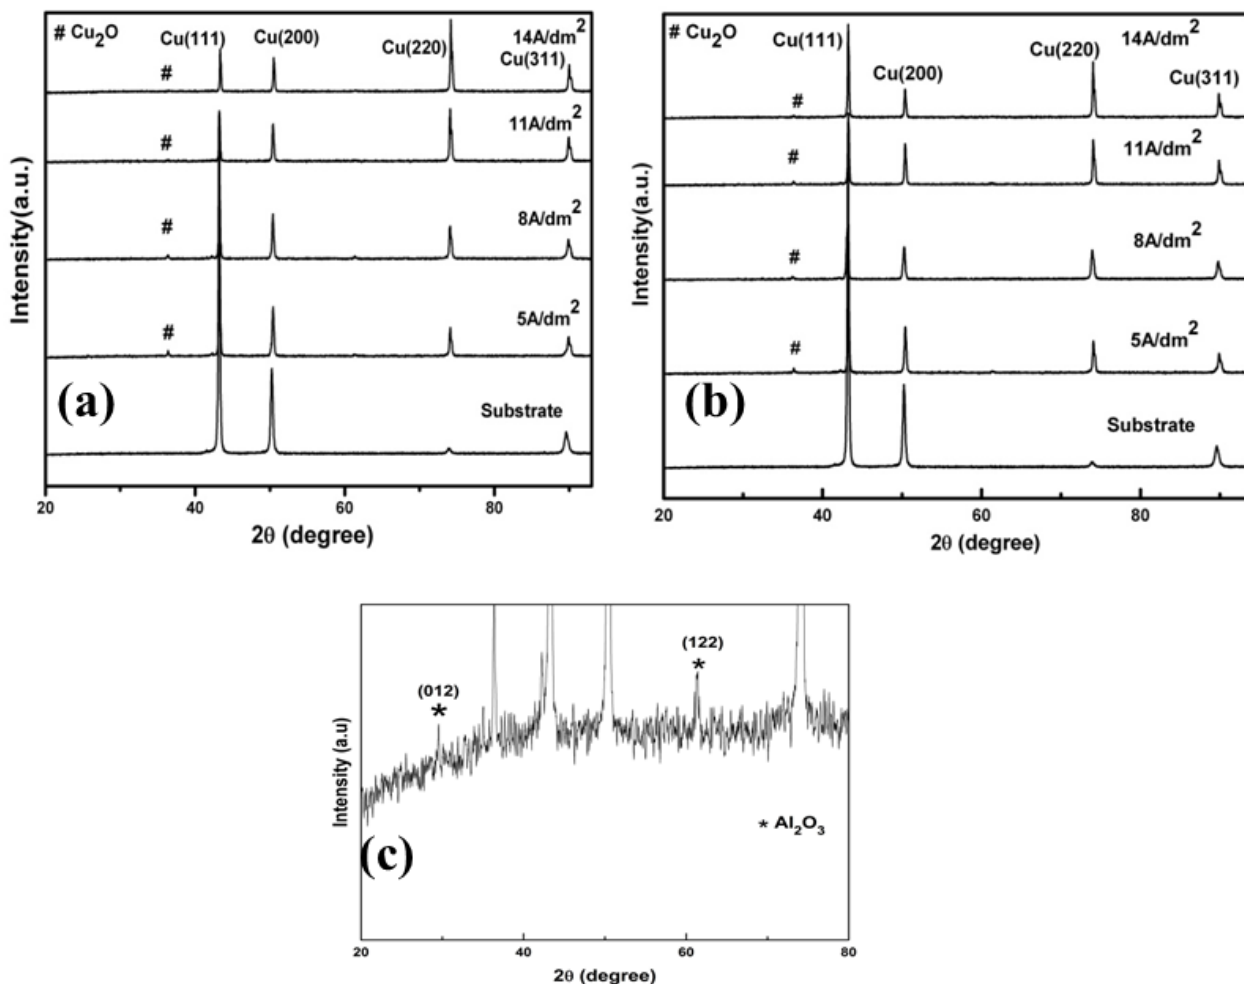 # Cu₂O
Cu(111)
Cu(200)
Cu(220)
14A/dm²
Cu(311)
#
11A/dm²
#
8A/dm²
#
5A/dm²
#
(a)
Substrate
Intensity(a.u.)
20 40 60 80
2θ (degree)
# Cu₂O
Cu(111)
Cu(200)
Cu(220)
14A/dm²
Cu(311)
#
11A/dm²
#
8A/dm²
#
5A/dm²
#
(b)
Substrate
Intensity(a.u.)
20 40 60 80
2θ (degree)
(012)
*
(122)
*
* Al₂O₃
(c)
Intensity (a.u)
20 40 60 80
2θ (degree)